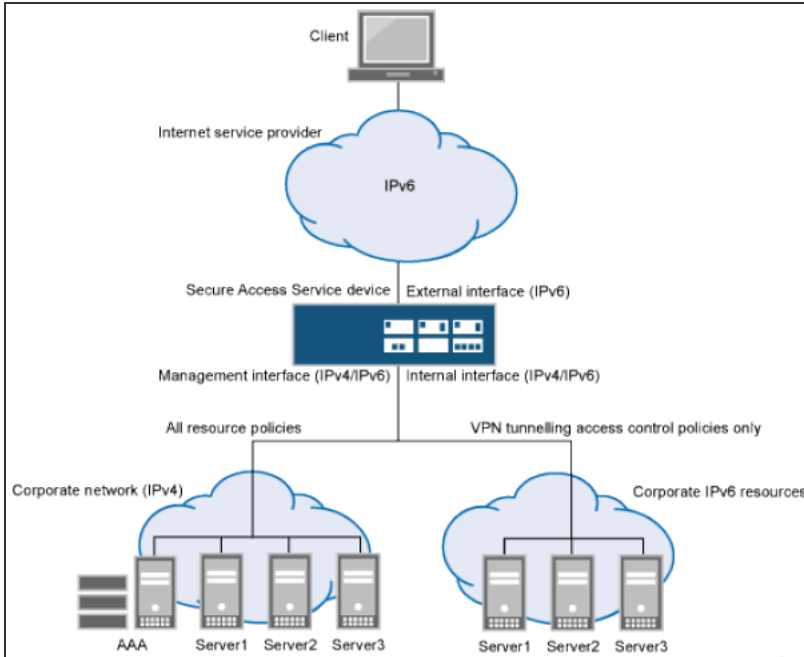 Client
Internet service provider
IPv6
Secure Access Service device
External interface (IPv6)
Management interface (IPv4/IPv6)
Internal interface (IPv4/IPv6)
All resource policies
VPN tunnelling access control policies only
Corporate network (IPv4)
Corporate IPv6 resources
AAA
Server1
Server2
Server3
Server1
Server2
Server3